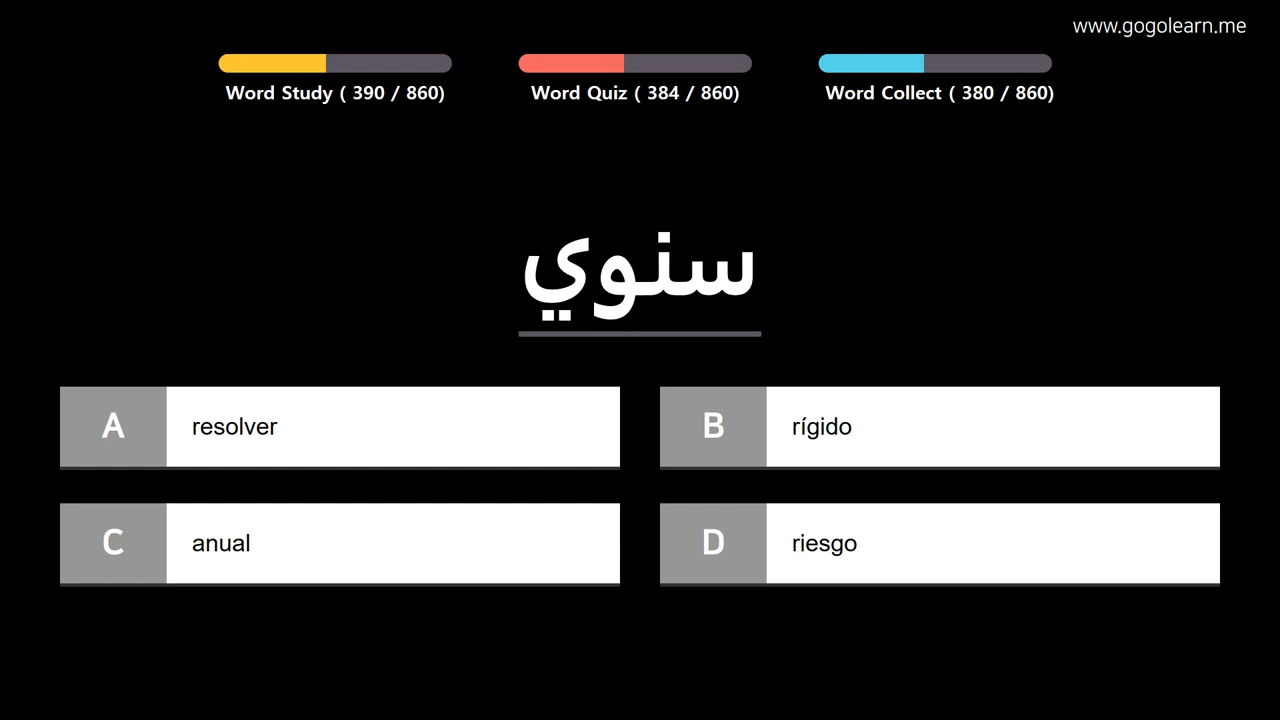 www.gogolearn.me
Word Study ( 390 / 860)
Word Quiz ( 384 / 860)
Word Collect ( 380 / 860)
سنوي
A resolver
B rígido
C anual
D riesgo